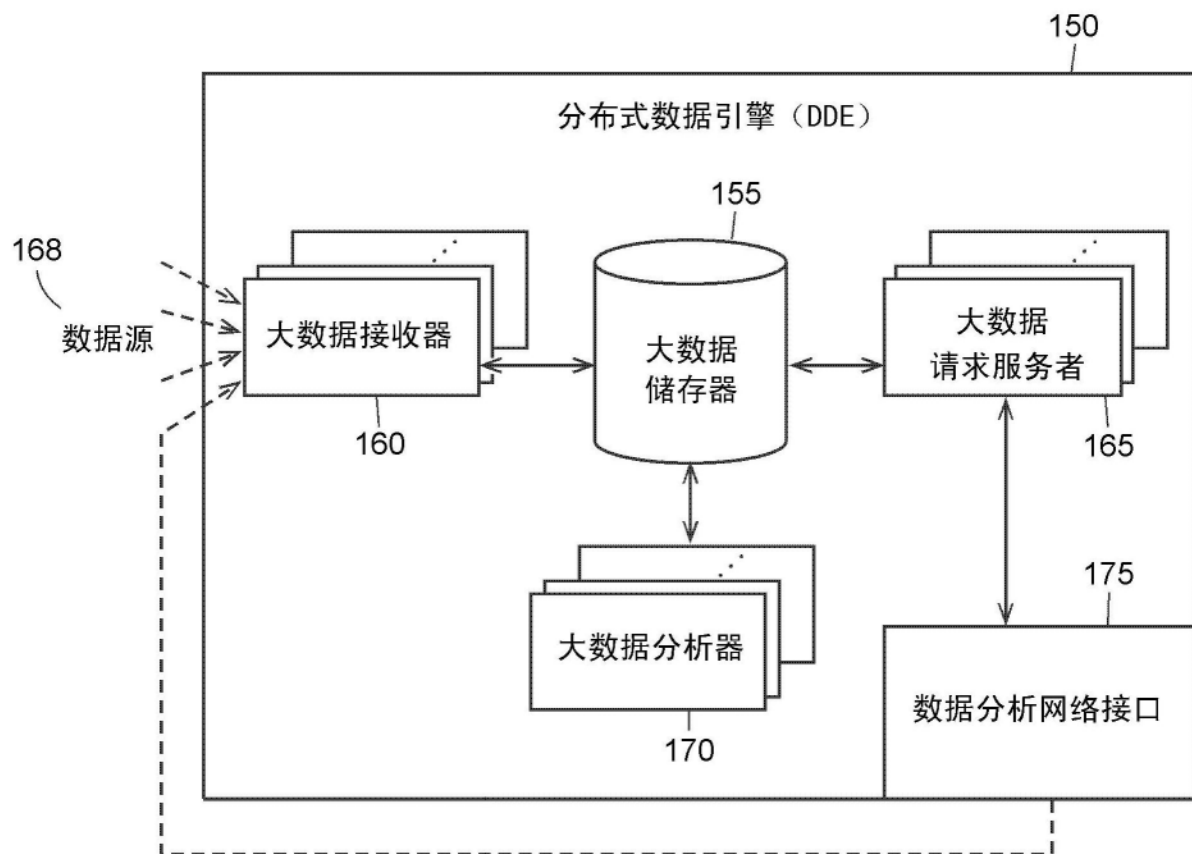 150
分布式数据引擎（DDE）
155
168
数据源
大数据接收器
160
大数据
储存器
大数据
请求服务者
165
大数据分析器
170
175
数据分析网络接口